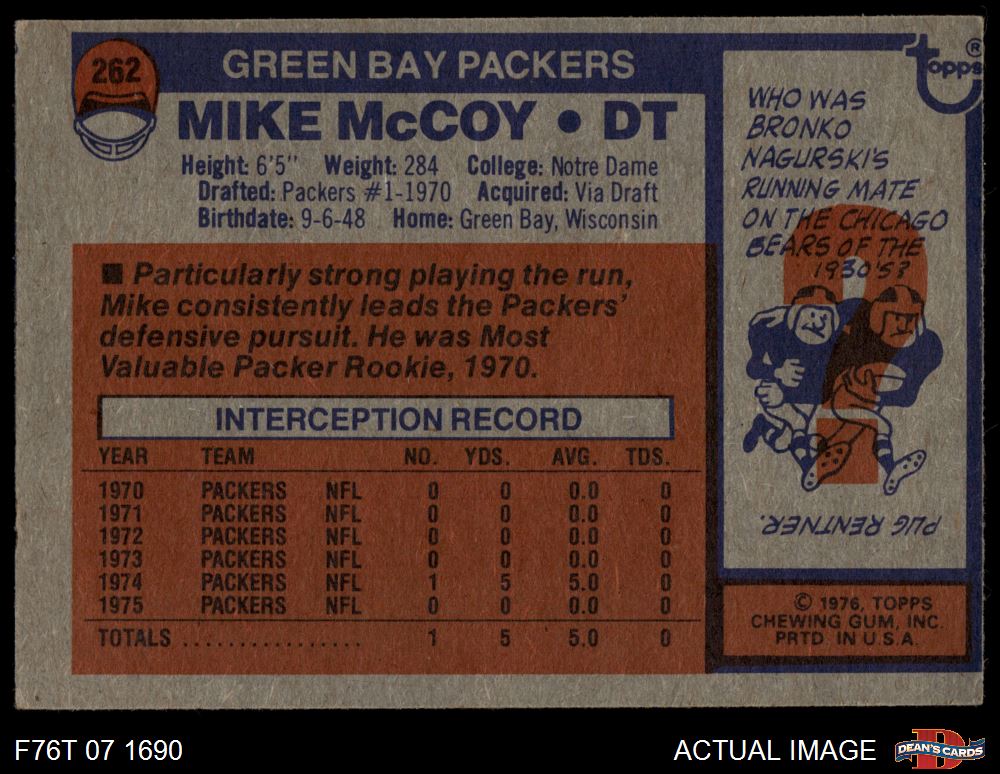 262
GREEN BAY PACKERS
MIKE McCOY • DT
Height: 6'5" Weight: 284 College: Notre Dame
Drafted: Packers #1-1970 Acquired: Via Draft
Birthdate: 9-6-48 Home: Green Bay, Wisconsin
■ Particularly strong playing the run,
Mike consistently leads the Packers'
defensive pursuit. He was Most
Valuable Packer Rookie, 1970.
INTERCEPTION RECORD
YEAR TEAM NO. YDS. AVG. TDS.
1970 PACKERS NFL 0 0 0.0 0
1971 PACKERS NFL 0 0 0.0 0
1972 PACKERS NFL 0 0 0.0 0
1973 PACKERS NFL 0 0 0.0 0
1974 PACKERS NFL 1 5 5.0 0
1975 PACKERS NFL 0 0 0.0 0
TOTALS ................ 1 5 5.0 0
topps ®
WHO WAS
BRONKO
NAGURSKI'S
RUNNING MATE
ON THE CHICAGO
BEARS OF THE
1930'S?
PUG RENTNER.
© 1976, TOPPS
CHEWING GUM, INC.
PRTD. IN U.S.A.
F76T 07 1690
ACTUAL IMAGE
D
DEAN'S CARDS